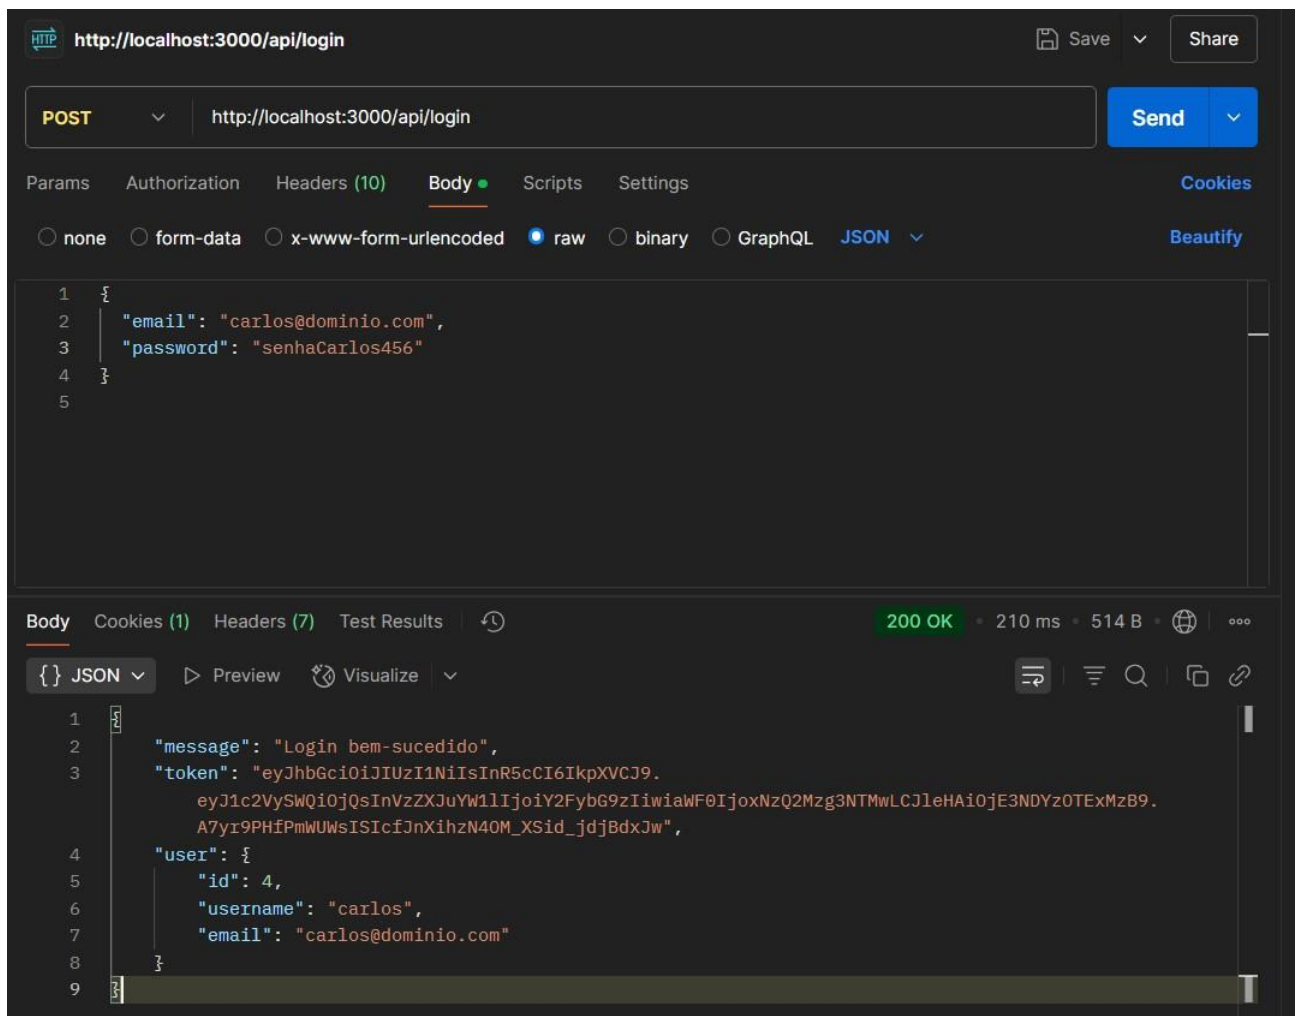 HTTP http://localhost:3000/api/login Save Share
POST http://localhost:3000/api/login Send
Params Authorization Headers (10) Body Scripts Settings Cookies
none form-data x-www-form-urlencoded raw binary GraphQL JSON Beautify
1 {
2 "email": "carlos@dominio.com",
3 "password": "senhaCarlos456"
4 }
5
Body Cookies (1) Headers (7) Test Results 200 OK 210 ms 514 B
{} JSON Preview Visualize
1 {
2 "message": "Login bem-sucedido",
3 "token": "eyJhbGciOiJIUzI1NiIsInR5cCI6IkpXVCJ9.
eyJ1c2VySWQiOjQsInVzZXJuYW1lIjoiY2FybG9zIiwiaWF0IjoxNzQ2Mzg3NTMwLCJleHAiOjE3NDYzOTExMzB9.
A7yr9PHfPmWUWsISIcfJnXihzN4OM_XSid_jdjBdxJw",
4 "user": {
5 "id": 4,
6 "username": "carlos",
7 "email": "carlos@dominio.com"
8 }
9 }